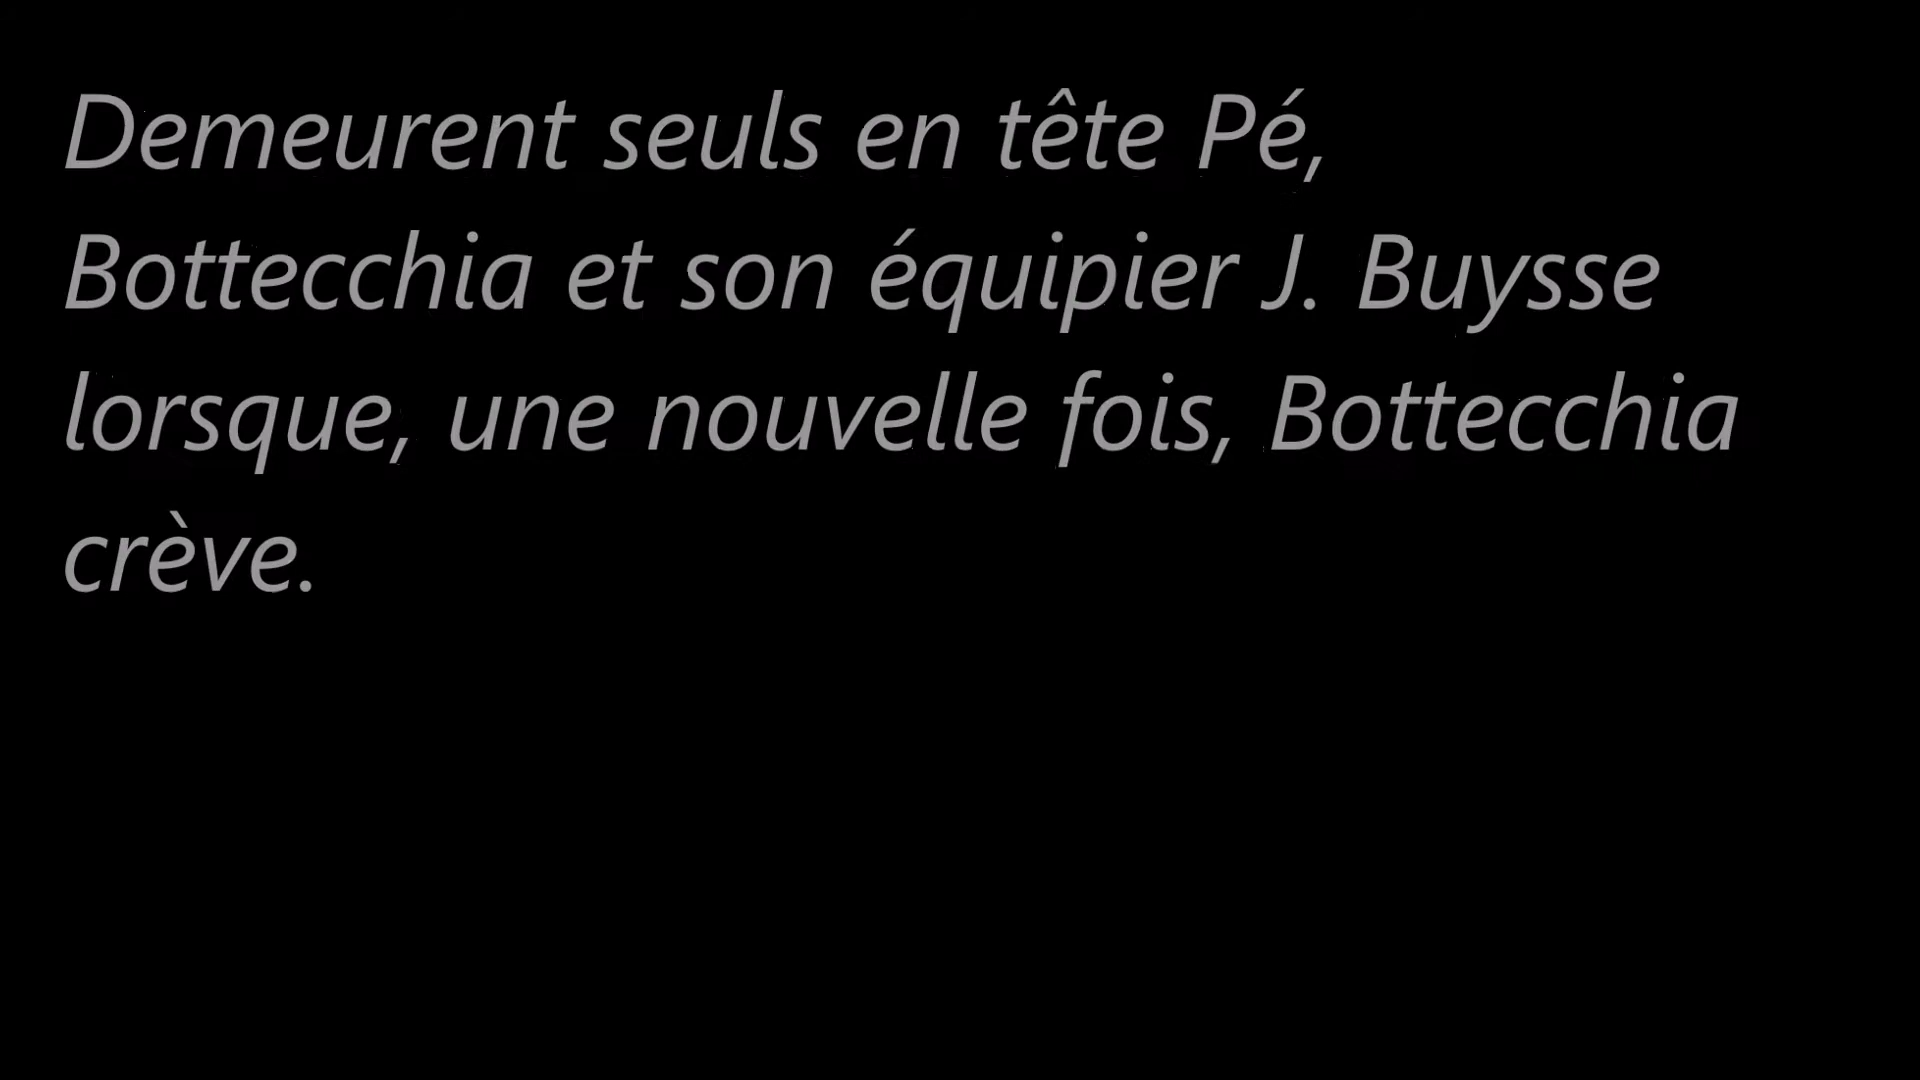 Demeurent seuls en tête Pé,
Bottecchia et son équipier J. Buysse
lorsque, une nouvelle fois, Bottecchia
crève.